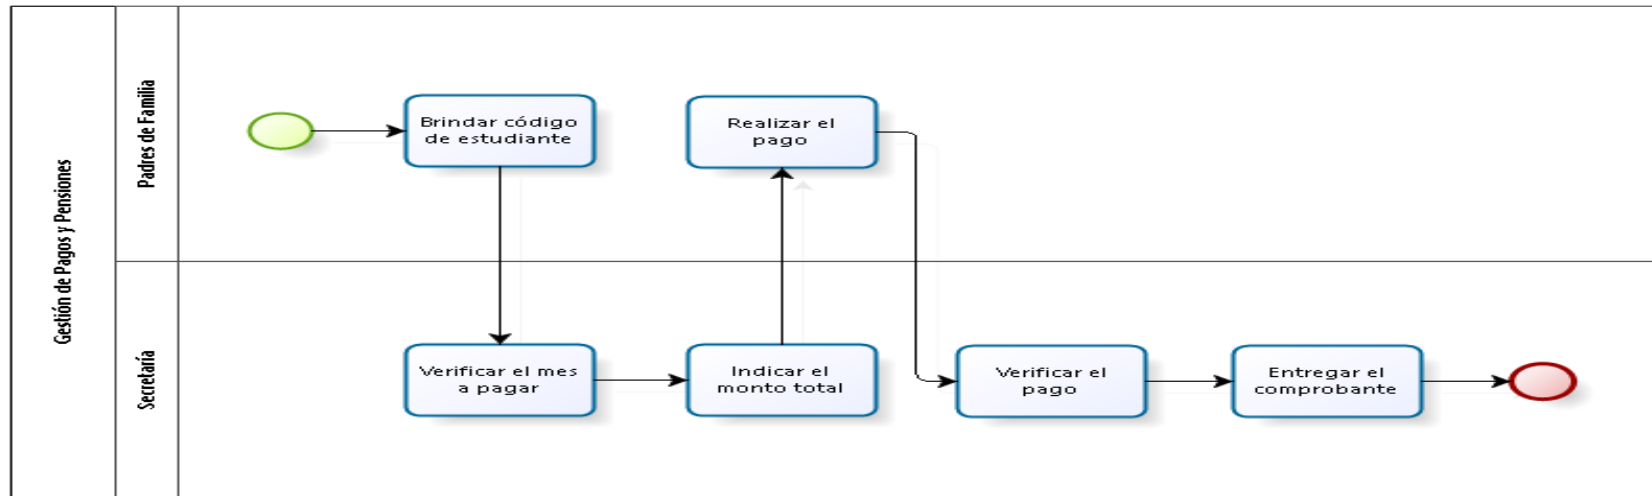 Gestión de Pagos y Pensiones
Padres de Familia
Brindar código
de estudiante
Realizar el
pago
Secretaría
Verificar el mes
a pagar
Indicar el
monto total
Verificar el
pago
Entregar el
comprobante